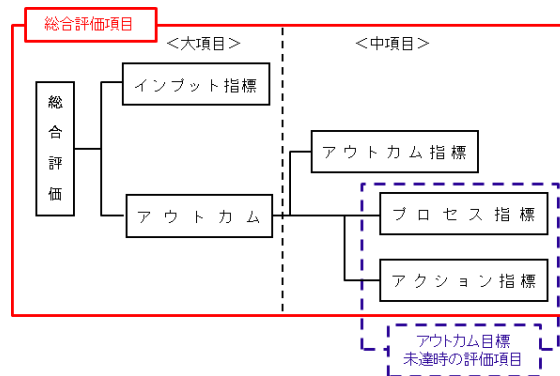 総合評価項目
＜大項目＞
＜中項目＞
総合評価
インプット指標
アウトカム指標
アウトカム
プロセス指標
アクション指標
アウトカム目標
未達時の評価項目